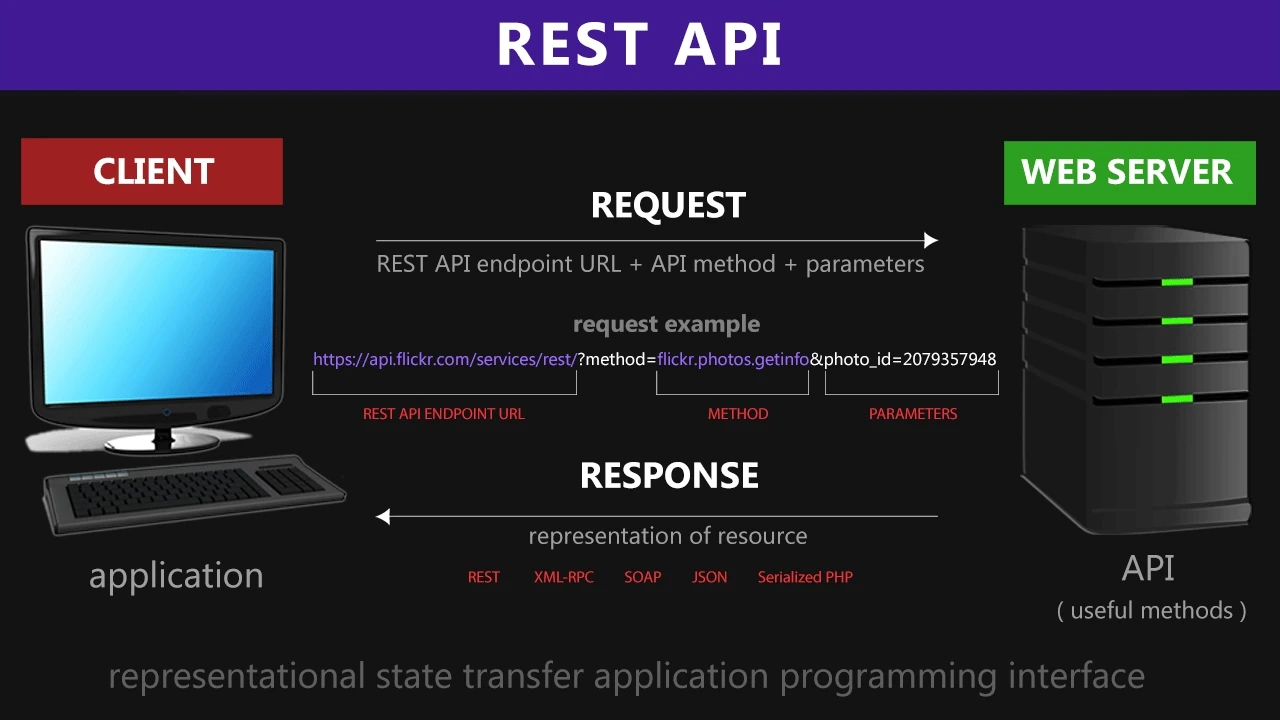 REST API
CLIENT
WEB SERVER
REQUEST
REST API endpoint URL + API method + parameters
request example
https://api.flickr.com/services/rest/?method=flickr.photos.getinfo&photo_id=2079357948
REST API ENDPOINT URL METHOD PARAMETERS
RESPONSE
representation of resource
REST XML-RPC SOAP JSON Serialized PHP
application
API
( useful methods )
representational state transfer application programming interface